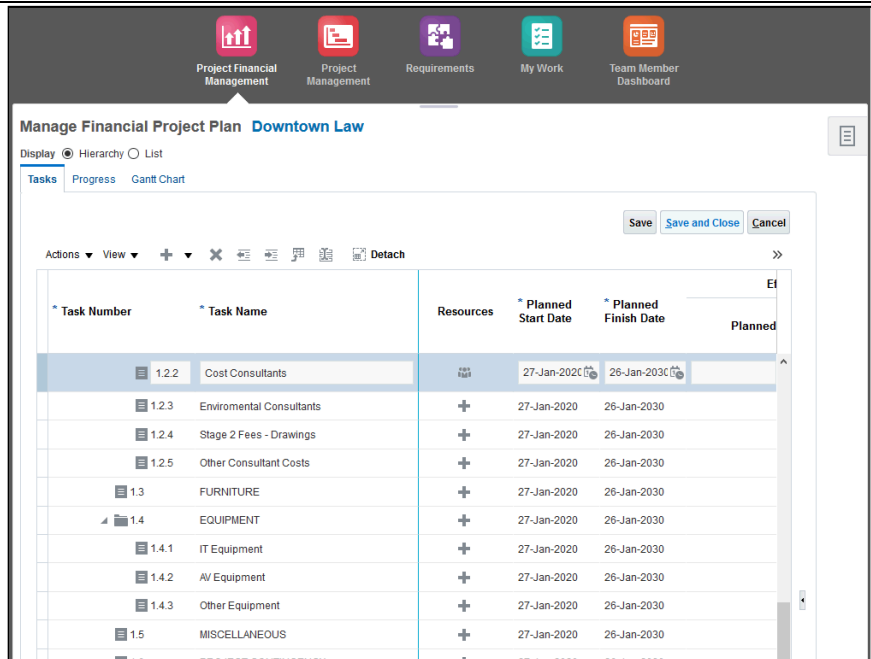 Project Financial Management
Project Management
Requirements
My Work
Team Member Dashboard
Manage Financial Project Plan Downtown Law
Display Hierarchy List
Tasks Progress Gantt Chart
Save Save and Close Cancel
Actions View Detach
* Task Number * Task Name Resources * Planned Start Date * Planned Finish Date Planned
1.2.2 Cost Consultants 27-Jan-2020 26-Jan-2030
1.2.3 Enviromental Consultants 27-Jan-2020 26-Jan-2030
1.2.4 Stage 2 Fees - Drawings 27-Jan-2020 26-Jan-2030
1.2.5 Other Consultant Costs 27-Jan-2020 26-Jan-2030
1.3 FURNITURE 27-Jan-2020 26-Jan-2030
1.4 EQUIPMENT 27-Jan-2020 26-Jan-2030
1.4.1 IT Equipment 27-Jan-2020 26-Jan-2030
1.4.2 AV Equipment 27-Jan-2020 26-Jan-2030
1.4.3 Other Equipment 27-Jan-2020 26-Jan-2030
1.5 MISCELLANEOUS 27-Jan-2020 26-Jan-2030